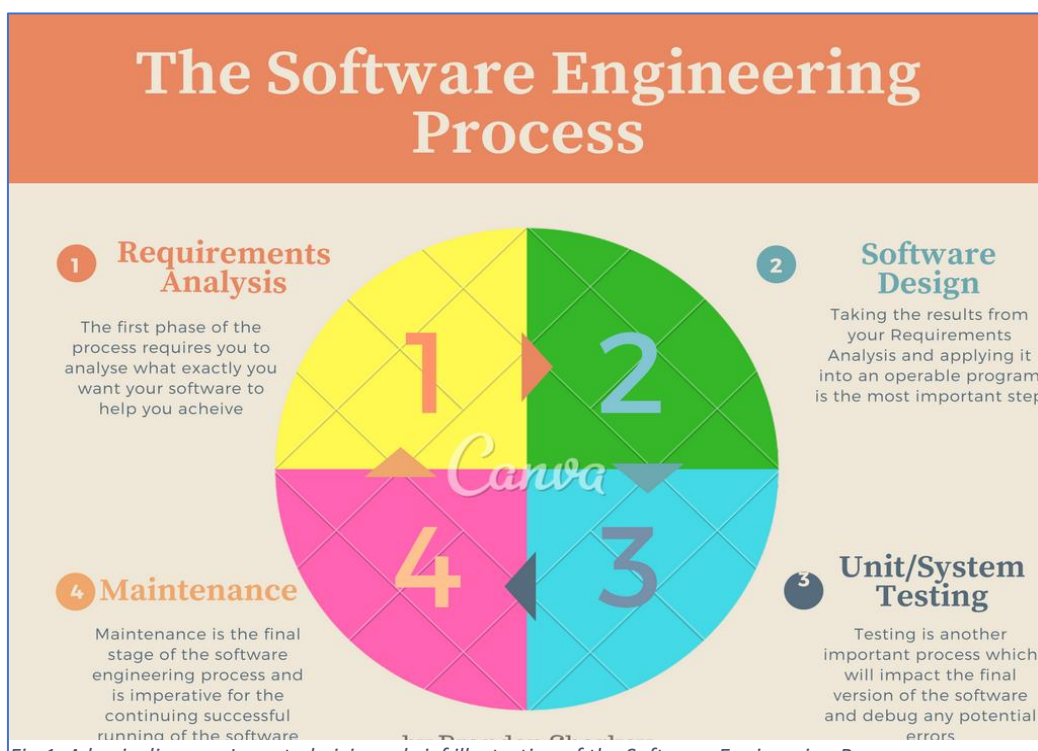 The Software Engineering
Process
1
Requirements
Analysis
The first phase of the
process requires you to
analyse what exactly you
want your software to
help you acheive
2
Software
Design
Taking the results from
your Requirements
Analysis and applying it
into an operable program
is the most important step
1
2
Canva
4
3
4
Maintenance
Maintenance is the final
stage of the software
engineering process and
is imperative for the
continuing successful
running of the software
3
Unit/System
Testing
Testing is another
important process which
will impact the final
version of the software
and debug any potential
errors